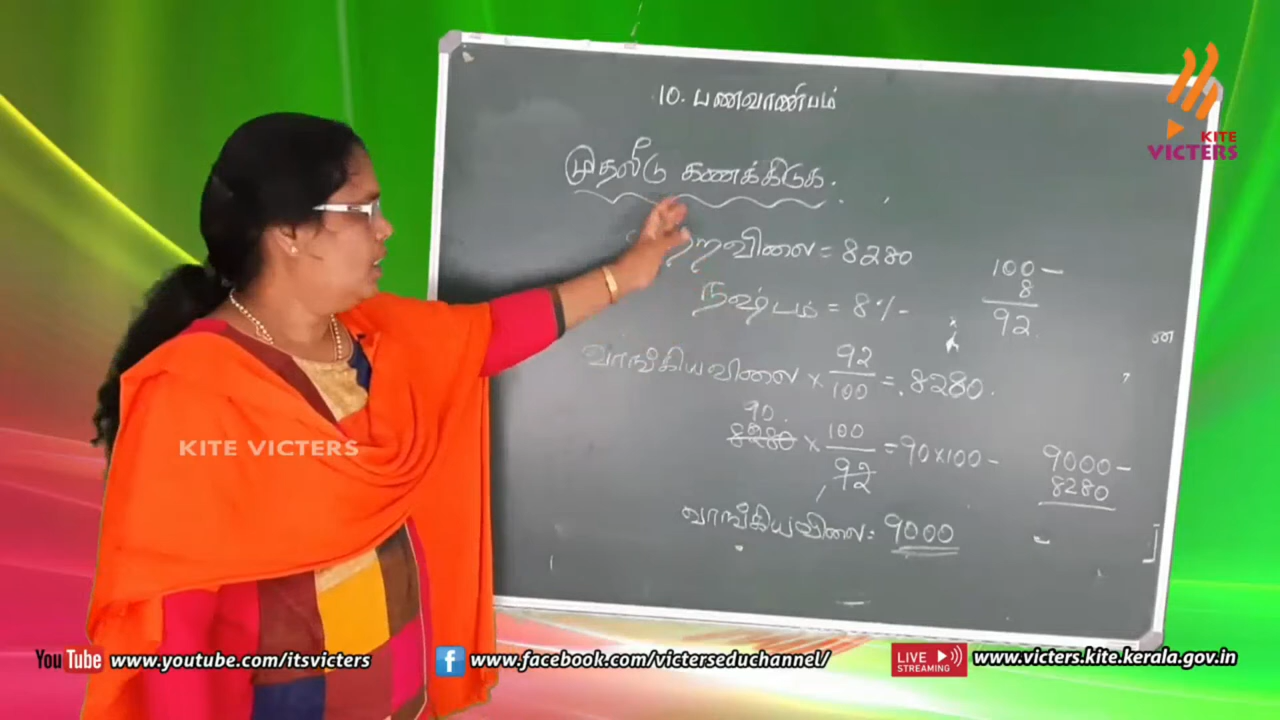 10. பணவாணிபம்
முதலீடு கணக்கிடுக.
விலை = 8280
நஷ்டம் = 8%
வாங்கியவிலை × 92/100 = 8280.
90
8280 × 100/92 = 90×100
வாங்கியவிலை = 9000
100 –
8
92
9000 –
8280
ன
KITE VICTERS
KITE
VICTERS
YouTube www.youtube.com/itsvicters
f www.facebook.com/victerseduchannel/
LIVE STREAMING www.victers.kite.kerala.gov.in